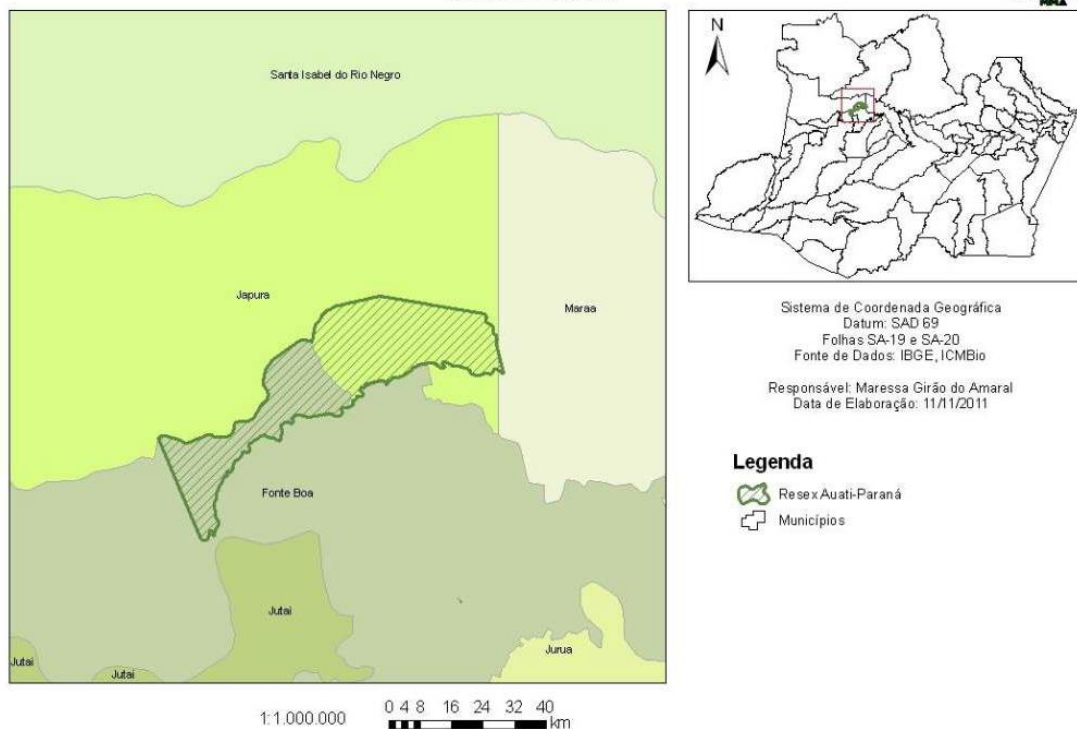 MMA
Santa Isabel do Rio Negro
N
Japura
Maraa
Fonte Boa
Jutai
Jutai
Jutai
Jurua
Sistema de Coordenada Geográfica
Datum: SAD 69
Folhas SA-19 e SA-20
Fonte de Dados: IBGE, ICMBio
Responsável: Maressa Girão do Amaral
Data de Elaboração: 11/11/2011
Legenda
Resex Auati-Paraná
Municípios
1:1.000.000
0 4 8 16 24 32 40
km